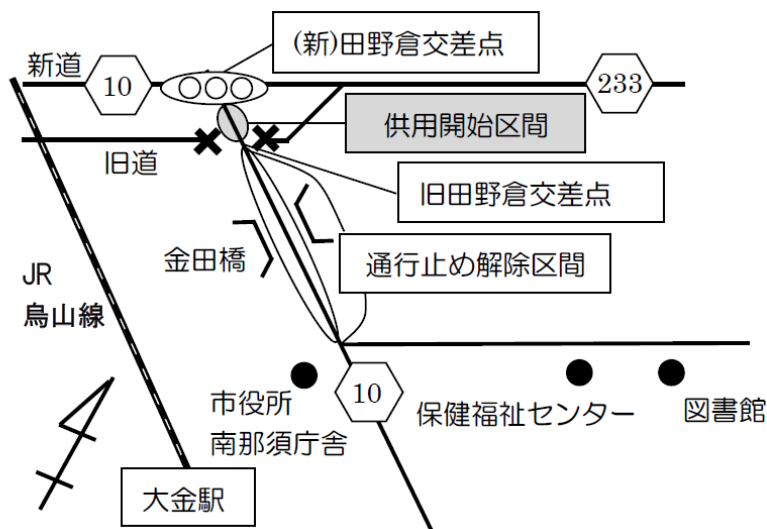 (新)田野倉交差点
新道
10
233
供用開始区間
旧道
旧田野倉交差点
金田橋
通行止め解除区間
JR
烏山線
10
市役所
南那須庁舎
保健福祉センター
図書館
大金駅